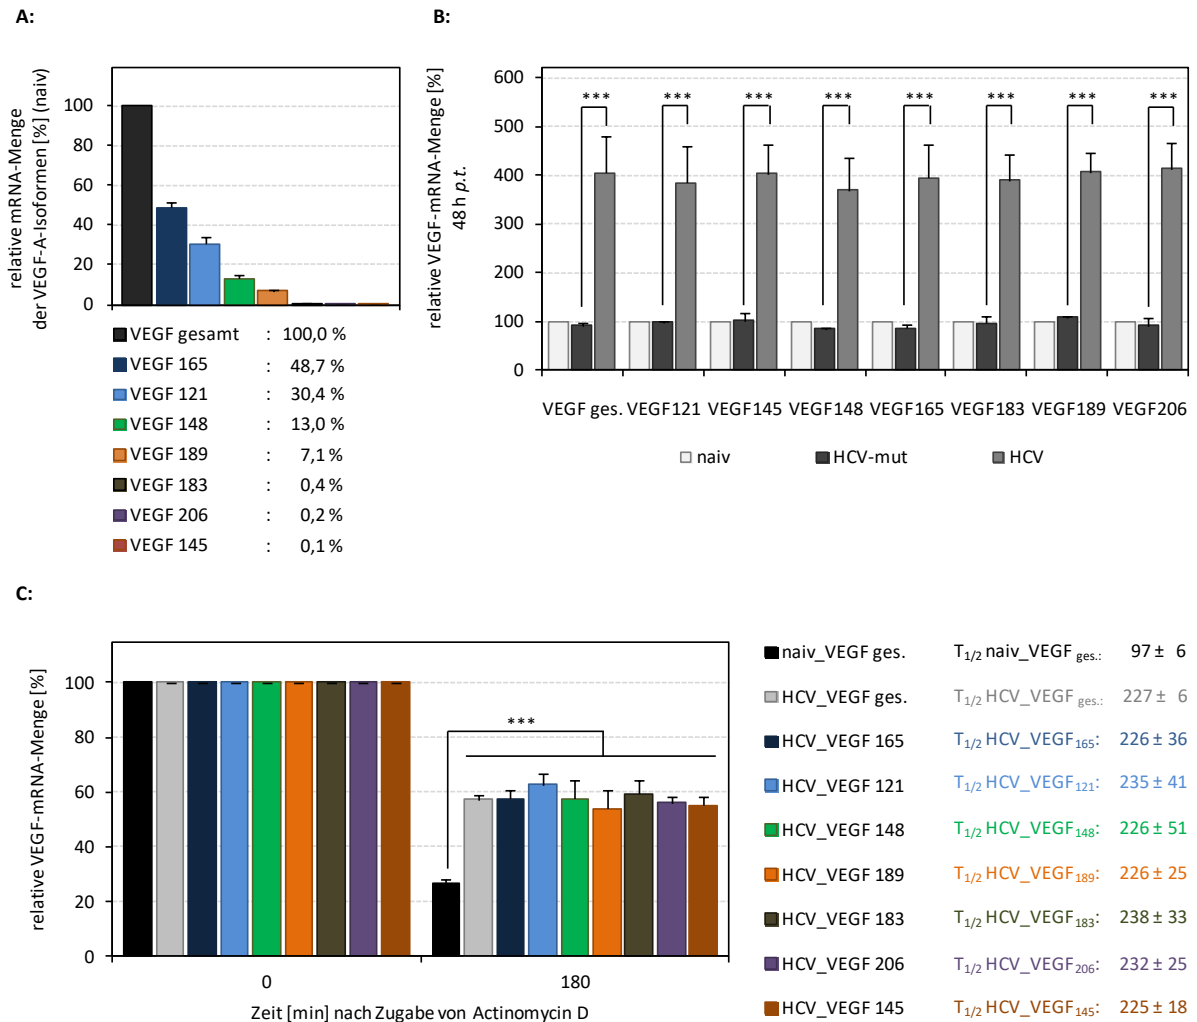 A:
relative mRNA-Menge
der VEGF-A-Isoformen [%] (naiv)
100
80
60
40
20
0
VEGF gesamt : 100,0 %
VEGF 165 : 48,7 %
VEGF 121 : 30,4 %
VEGF 148 : 13,0 %
VEGF 189 : 7,1 %
VEGF 183 : 0,4 %
VEGF 206 : 0,2 %
VEGF 145 : 0,1 %
B:
relative VEGF-mRNA-Menge [%]
48 h p.t.
600
500
400
300
200
100
0
*** *** *** *** *** *** *** ***
VEGF ges. VEGF121 VEGF145 VEGF148 VEGF165 VEGF183 VEGF189 VEGF206
naiv HCV-mut HCV
C:
relative VEGF-mRNA-Menge [%]
100
80
60
40
20
0
***
0 180
Zeit [min] nach Zugabe von Actinomycin D
naiv_VEGF ges. T1/2 naiv_VEGF ges.: 97 ± 6
HCV_VEGF ges. T1/2 HCV_VEGF ges.: 227 ± 6
HCV_VEGF 165 T1/2 HCV_VEGF165: 226 ± 36
HCV_VEGF 121 T1/2 HCV_VEGF121: 235 ± 41
HCV_VEGF 148 T1/2 HCV_VEGF148: 226 ± 51
HCV_VEGF 189 T1/2 HCV_VEGF189: 226 ± 25
HCV_VEGF 183 T1/2 HCV_VEGF183: 238 ± 33
HCV_VEGF 206 T1/2 HCV_VEGF206: 232 ± 25
HCV_VEGF 145 T1/2 HCV_VEGF145: 225 ± 18